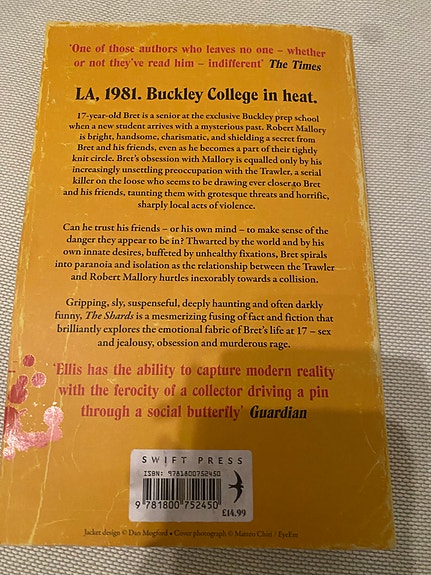 'One of those authors who leaves no one – whether
or not they've read him – indifferent' The Times
LA, 1981. Buckley College in heat.
17-year-old Bret is a senior at the exclusive Buckley prep school
when a new student arrives with a mysterious past. Robert Mallory
is bright, handsome, charismatic, and shielding a secret from
Bret and his friends, even as he becomes a part of their tightly
knit circle. Bret's obsession with Mallory is equalled only by his
increasingly unsettling preoccupation with the Trawler, a serial
killer on the loose who seems to be drawing ever closer to Bret
and his friends, taunting them with grotesque threats and horrific,
sharply local acts of violence.
Can he trust his friends – or his own mind – to make sense of the
danger they appear to be in? Thwarted by the world and by his
own innate desires, buffeted by unhealthy fixations, Bret spirals
into paranoia and isolation as the relationship between the Trawler
and Robert Mallory hurtles inexorably towards a collision.
Gripping, sly, suspenseful, deeply haunting and often darkly
funny, The Shards is a mesmerizing fusing of fact and fiction that
brilliantly explores the emotional fabric of Bret's life at 17 – sex
and jealousy, obsession and murderous rage.
'Ellis has the ability to capture modern reality
with the ferocity of a collector driving a pin
through a social butterfly' Guardian
SWIFT PRESS
ISBN: 9781800752450
9 781800 752450
£14.99
Jacket design © Dan Mogford • Cover photograph © Matteo Chisi / EyeEm